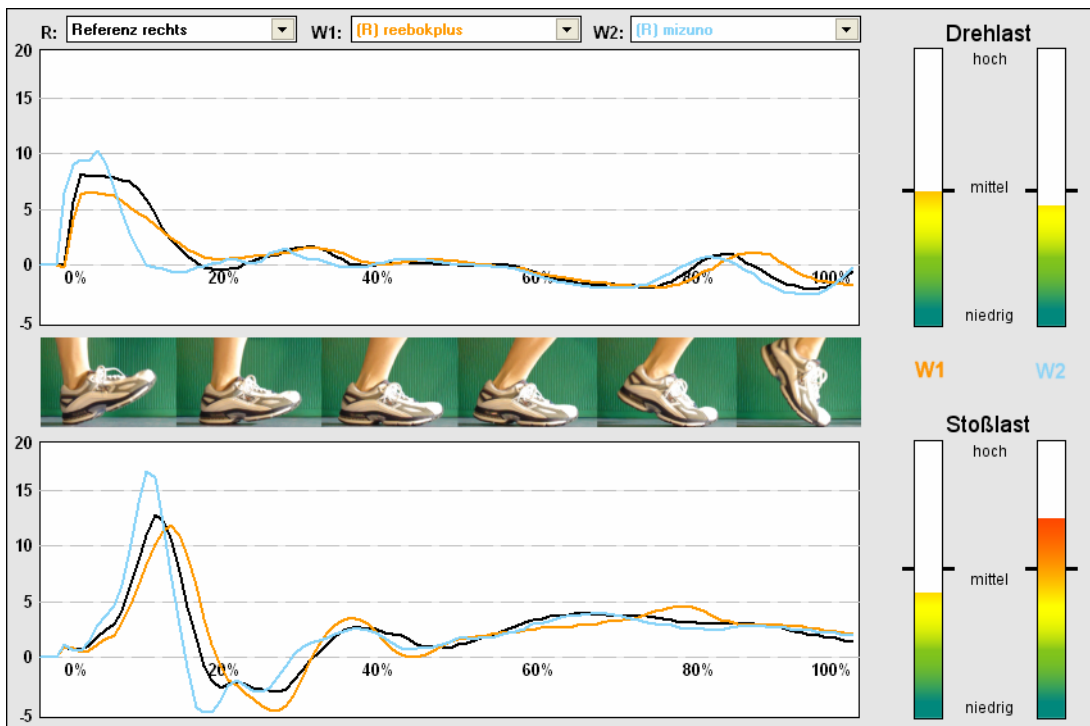 R: Referenz rechts W1: (R) reebokplus W2: (R) mizuno
Drehlast
hoch
mittel
niedrig
20
15
10
5
0
-5
0% 20% 40% 60% 80% 100%
W1 W2
Stoßlast
hoch
mittel
niedrig
20
15
10
5
0
-5
0% 20% 40% 60% 80% 100%